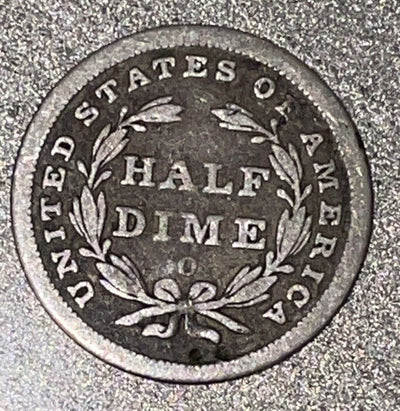 UNITED STATES OF AMERICA
HALF
DIME
O